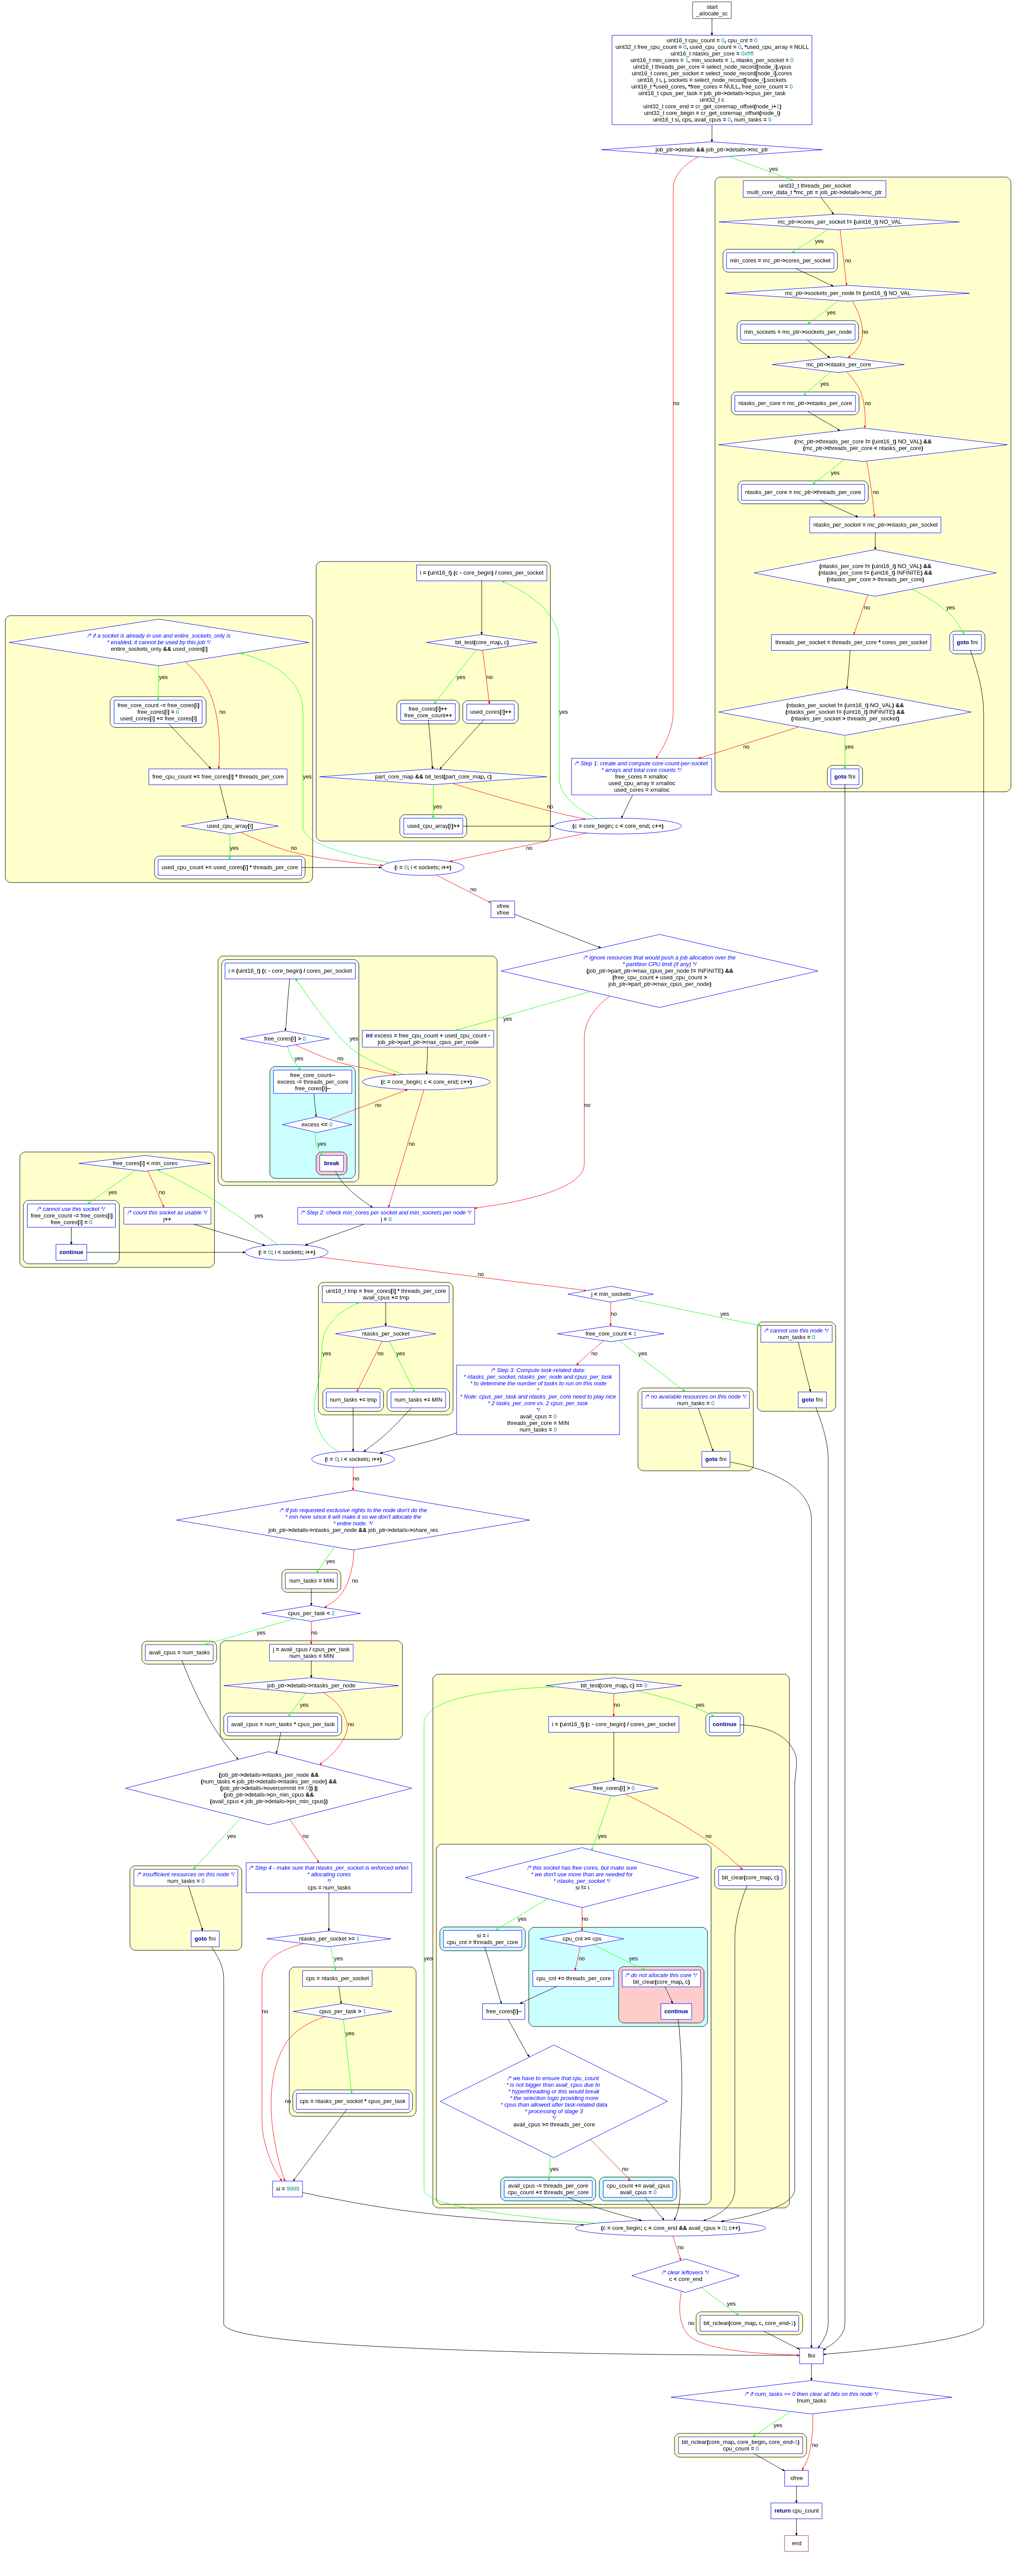 start
_allocate_sc
uint16_t cpu_count = 0, cpu_cnt = 0
uint32_t free_cpu_count = 0, used_cpu_count = 0, *used_cpu_array = NULL
uint16_t ntasks_per_core = 0xffff
uint16_t min_cores = 1, min_sockets = 1, ntasks_per_socket = 0
uint16_t threads_per_core = select_node_record[node_i].vpus
uint16_t cores_per_socket = select_node_record[node_i].cores
uint16_t i, j, sockets = select_node_record[node_i].sockets
uint16_t *used_cores, *free_cores = NULL, free_core_count = 0
uint16_t cpus_per_task = job_ptr->details->cpus_per_task
uint32_t c
uint32_t core_end = cr_get_coremap_offset(node_i+1)
uint32_t core_begin = cr_get_coremap_offset(node_i)
uint16_t si, cps, avail_cpus = 0, num_tasks = 0
job_ptr->details && job_ptr->details->mc_ptr
yes
no
uint32_t threads_per_socket
multi_core_data_t *mc_ptr = job_ptr->details->mc_ptr
mc_ptr->cores_per_socket != (uint16_t) NO_VAL
yes
no
min_cores = mc_ptr->cores_per_socket
mc_ptr->sockets_per_node != (uint16_t) NO_VAL
yes
no
min_sockets = mc_ptr->sockets_per_node
mc_ptr->ntasks_per_core
yes
no
ntasks_per_core = mc_ptr->ntasks_per_core
(mc_ptr->threads_per_core != (uint16_t) NO_VAL) &&
(mc_ptr->threads_per_core < ntasks_per_core)
yes
no
ntasks_per_core = mc_ptr->threads_per_core
ntasks_per_socket = mc_ptr->ntasks_per_socket
(ntasks_per_core != (uint16_t) NO_VAL) &&
(ntasks_per_core != (uint16_t) INFINITE) &&
(ntasks_per_core > threads_per_core)
no
yes
threads_per_socket = threads_per_core * cores_per_socket
goto fini
(ntasks_per_socket != (uint16_t) NO_VAL) &&
(ntasks_per_socket != (uint16_t) INFINITE) &&
(ntasks_per_socket > threads_per_socket)
no
yes
goto fini
i = (uint16_t) (c - core_begin) / cores_per_socket
bit_test(core_map, c)
yes
no
yes
free_cores[i]++
free_core_count++
used_cores[i]++
part_core_map && bit_test(part_core_map, c)
yes
no
used_cpu_array[i]++
/* Step 1: create and compute core-count-per-socket
* arrays and total core counts */
free_cores = xmalloc
used_cpu_array = xmalloc
used_cores = xmalloc
(c = core_begin; c < core_end; c++)
no
/* if a socket is already in use and entire_sockets_only is
* enabled, it cannot be used by this job */
entire_sockets_only && used_cores[i]
yes
no
yes
free_core_count -= free_cores[i]
free_cores[i] = 0
used_cores[i] += free_cores[i]
free_cpu_count += free_cores[i] * threads_per_core
used_cpu_array[i]
yes
no
used_cpu_count += used_cores[i] * threads_per_core
(i = 0; i < sockets; i++)
no
xfree
xfree
/* Ignore resources that would push a job allocation over the
* partition CPU limit (if any) */
(job_ptr->part_ptr->max_cpus_per_node != INFINITE) &&
(free_cpu_count + used_cpu_count >
job_ptr->part_ptr->max_cpus_per_node)
yes
no
i = (uint16_t) (c - core_begin) / cores_per_socket
int excess = free_cpu_count + used_cpu_count -
job_ptr->part_ptr->max_cpus_per_node
free_cores[i] > 0
yes
no
yes
(c = core_begin; c < core_end; c++)
free_core_count--
excess -= threads_per_core
free_cores[i]--
no
no
excess <= 0
yes
break
free_cores[i] < min_cores
yes
no
yes
/* cannot use this socket */
free_core_count -= free_cores[i]
free_cores[i] = 0
/* count this socket as usable */
j++
continue
/* Step 2: check min_cores per socket and min_sockets per node */
j = 0
(i = 0; i < sockets; i++)
no
uint16_t tmp = free_cores[i] * threads_per_core
avail_cpus += tmp
j < min_sockets
no
yes
ntasks_per_socket
yes
no
yes
free_core_count < 1
no
yes
/* cannot use this node */
num_tasks = 0
goto fini
num_tasks += tmp
num_tasks += MIN
/* Step 3: Compute task-related data:
* ntasks_per_socket, ntasks_per_node and cpus_per_task
* to determine the number of tasks to run on this node
*
* Note: cpus_per_task and ntasks_per_core need to play nice
* 2 tasks_per_core vs. 2 cpus_per_task
*/
avail_cpus = 0
threads_per_core = MIN
num_tasks = 0
/* no available resources on this node */
num_tasks = 0
goto fini
(i = 0; i < sockets; i++)
no
/* If job requested exclusive rights to the node don't do the
* min here since it will make it so we don't allocate the
* entire node. */
job_ptr->details->ntasks_per_node && job_ptr->details->share_res
yes
no
num_tasks = MIN
cpus_per_task < 2
yes
no
avail_cpus = num_tasks
j = avail_cpus / cpus_per_task
num_tasks = MIN
job_ptr->details->ntasks_per_node
yes
no
avail_cpus = num_tasks * cpus_per_task
(job_ptr->details->ntasks_per_node &&
(num_tasks < job_ptr->details->ntasks_per_node) &&
(job_ptr->details->overcommit == 0)) ||
(job_ptr->details->pn_min_cpus &&
(avail_cpus < job_ptr->details->pn_min_cpus))
yes
no
/* insufficient resources on this node */
num_tasks = 0
goto fini
/* Step 4 - make sure that ntasks_per_socket is enforced when
* allocating cores
*/
cps = num_tasks
ntasks_per_socket >= 1
yes
no
cps = ntasks_per_socket
cpus_per_task > 1
yes
no
cps = ntasks_per_socket * cpus_per_task
si = 9999
bit_test(core_map, c) == 0
no
yes
yes
i = (uint16_t) (c - core_begin) / cores_per_socket
continue
free_cores[i] > 0
yes
no
/* this socket has free cores, but make sure
* we don't use more than are needed for
* ntasks_per_socket */
si != i
bit_clear(core_map, c)
yes
no
si = i
cpu_cnt = threads_per_core
cpu_cnt >= cps
no
yes
cpu_cnt += threads_per_core
/* do not allocate this core */
bit_clear(core_map, c)
free_cores[i]--
continue
/* we have to ensure that cpu_count
* is not bigger than avail_cpus due to
* hyperthreading or this would break
* the selection logic providing more
* cpus than allowed after task-related data
* processing of stage 3
*/
avail_cpus >= threads_per_core
yes
no
avail_cpus -= threads_per_core
cpu_count += threads_per_core
cpu_count += avail_cpus
avail_cpus = 0
(c = core_begin; c < core_end && avail_cpus > 0; c++)
no
/* clear leftovers */
c < core_end
yes
no
bit_nclear(core_map, c, core_end-1)
fini
/* if num_tasks == 0 then clear all bits on this node */
!num_tasks
yes
no
bit_nclear(core_map, core_begin, core_end-1)
cpu_count = 0
xfree
return cpu_count
end